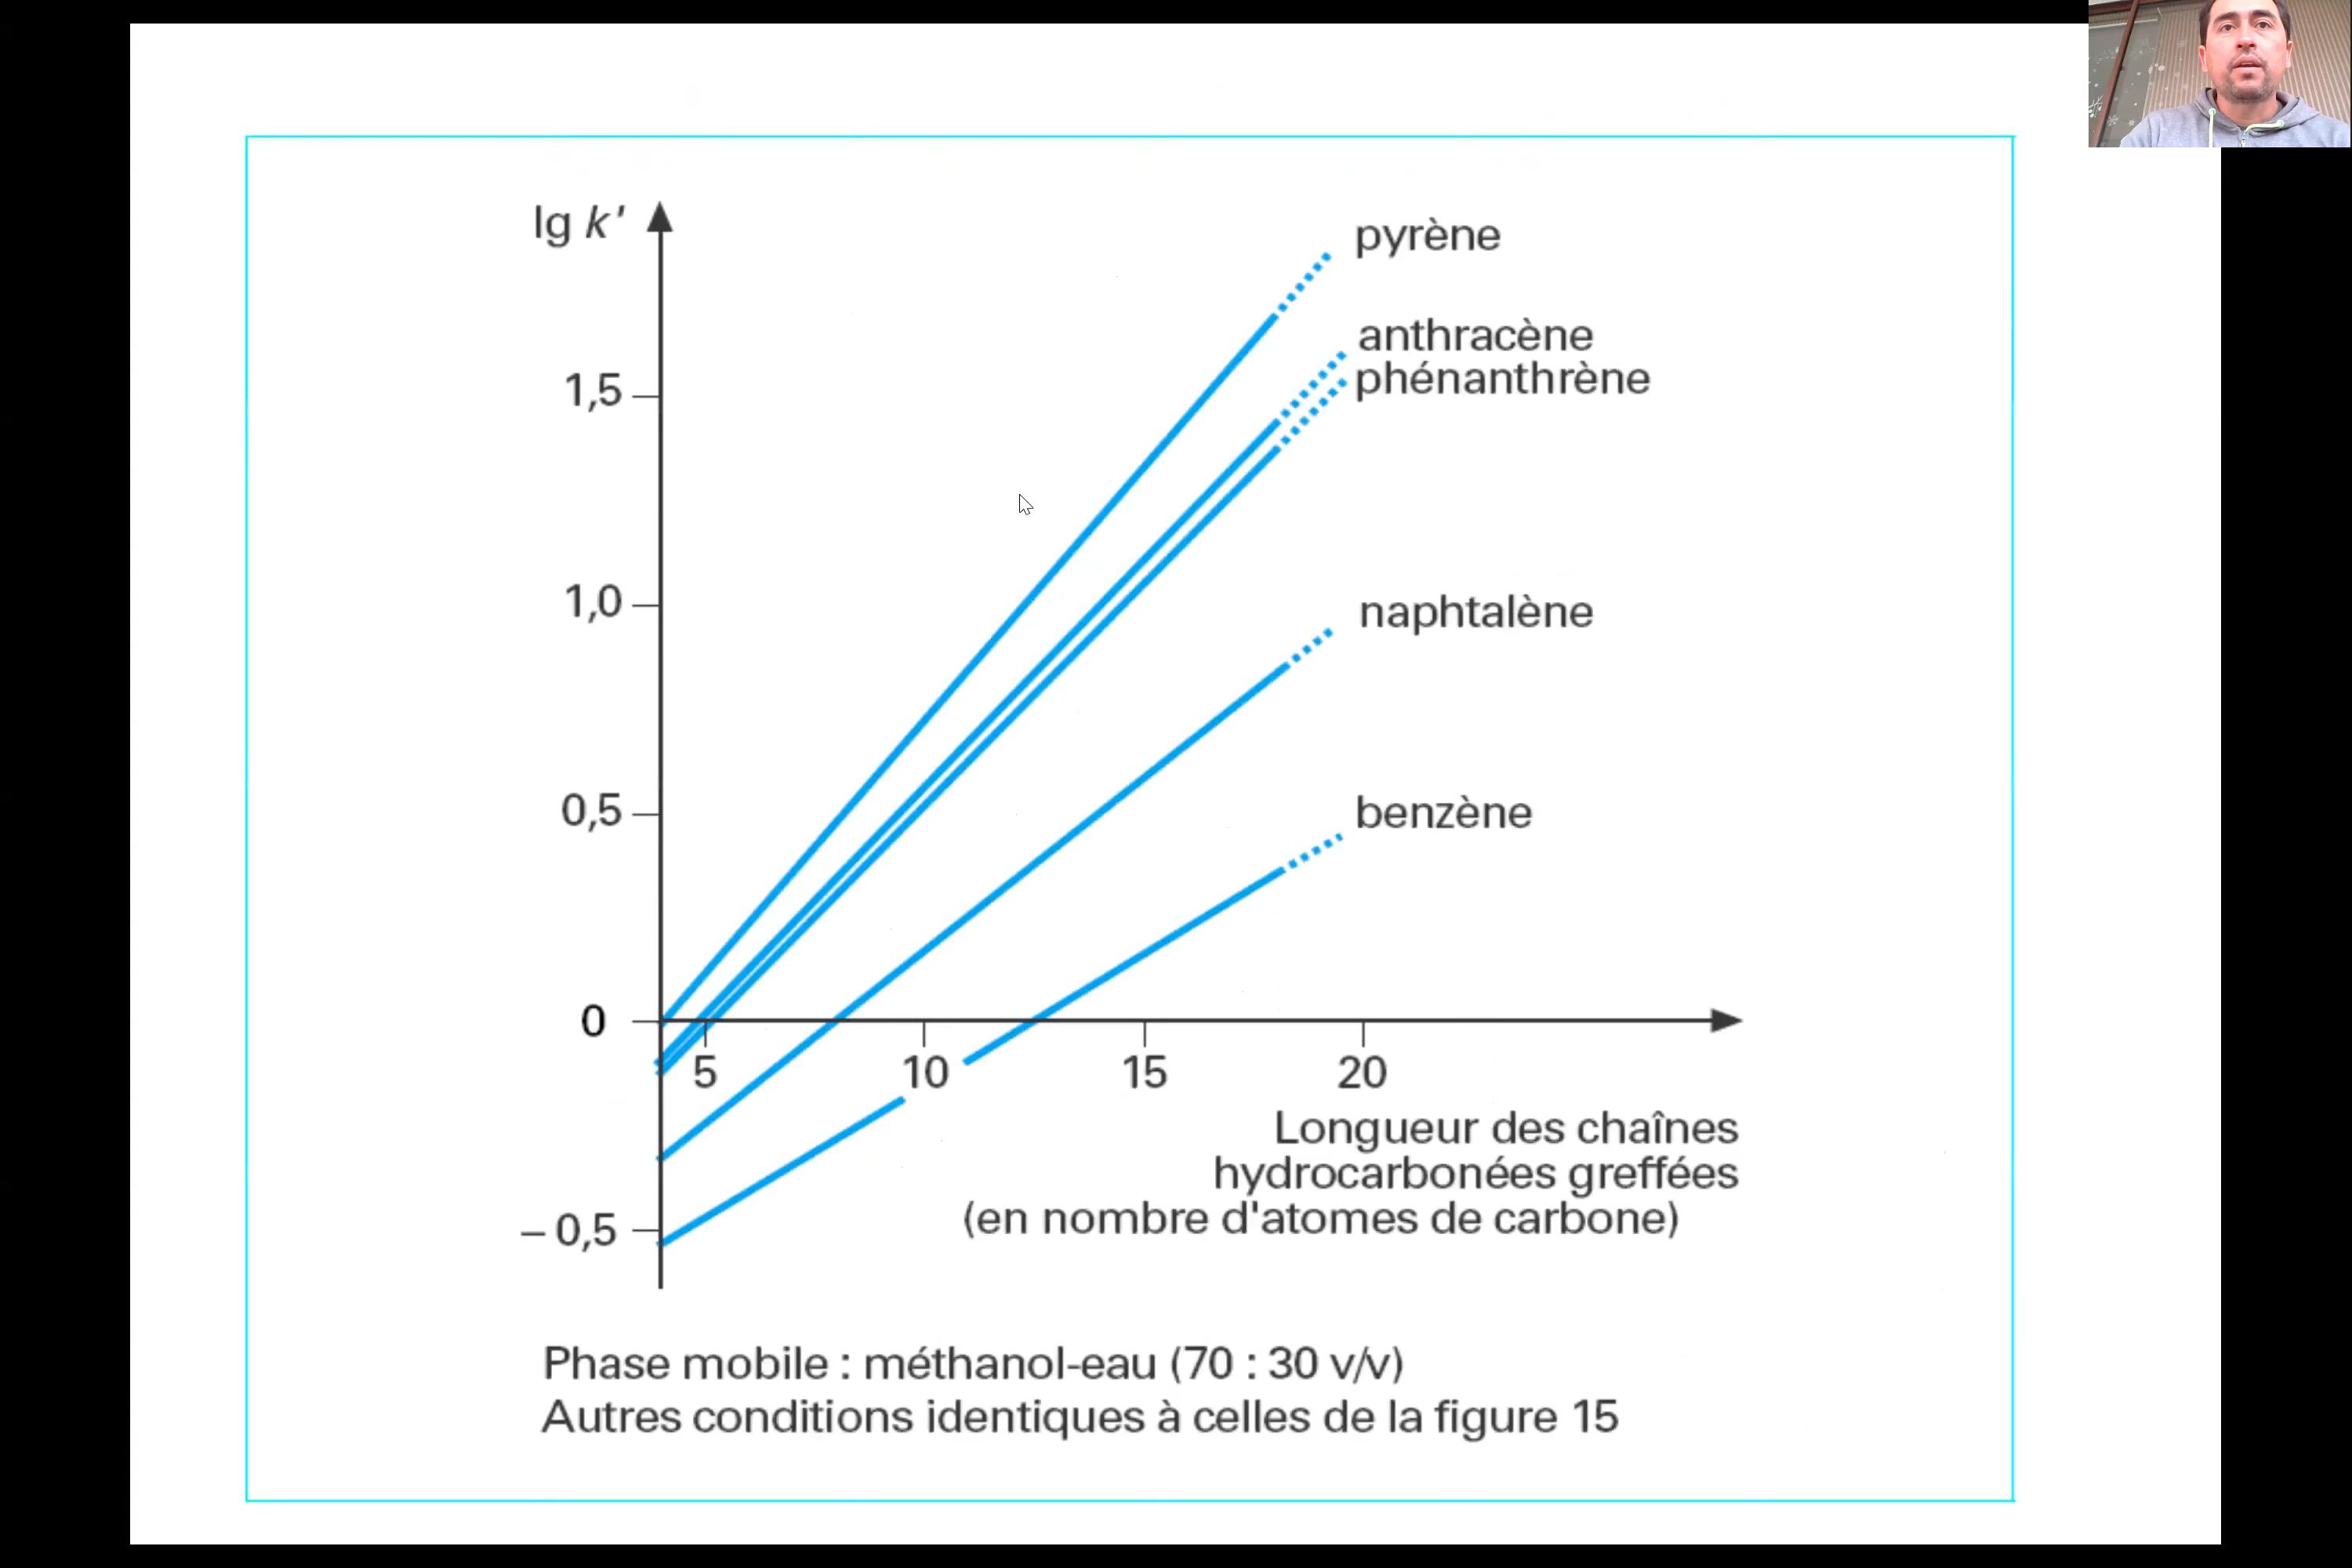 lg k'
pyrène
anthracène
1,5
phénanthrène
1,0
naphtalène
0,5
benzène
0
5
10
15
20
Longueur des chaînes
hydrocarbonées greffées
(en nombre d'atomes de carbone)
– 0,5
Phase mobile : méthanol-eau (70 : 30 v/v)
Autres conditions identiques à celles de la figure 15